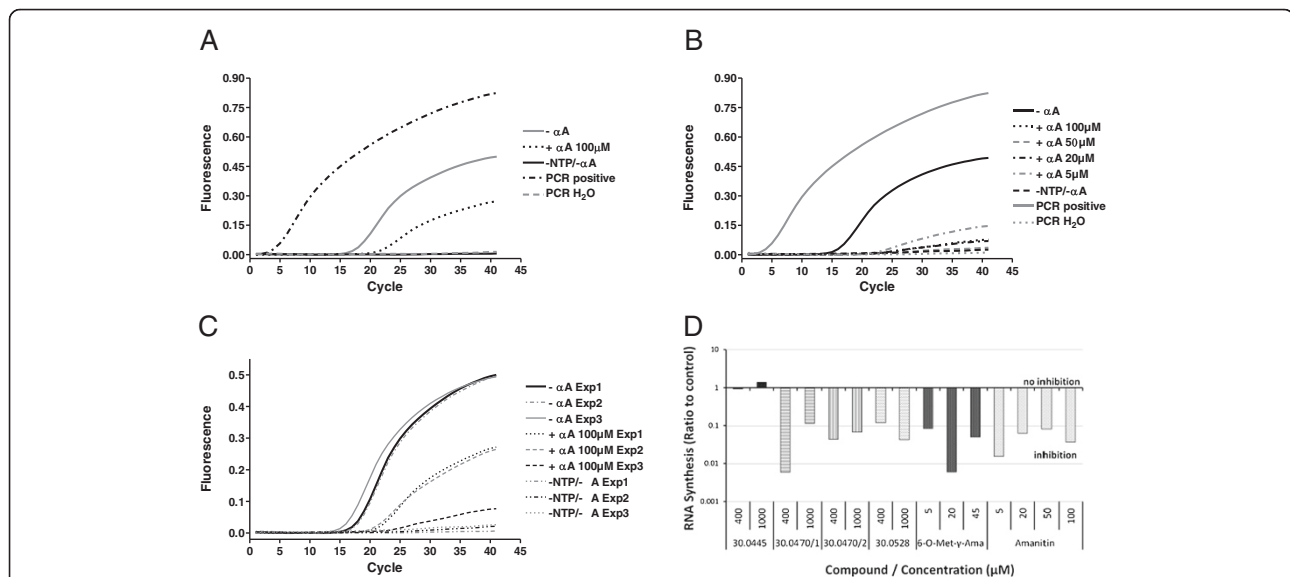 A
Fluorescence
0.90
0.75
0.60
0.45
0.30
0.15
0.00
0 5 10 15 20 25 30 35 40 45
Cycle
- αA
+ αA 100μM
-NTP/-αA
PCR positive
PCR H₂O
B
Fluorescence
0.90
0.75
0.60
0.45
0.30
0.15
0.00
0 5 10 15 20 25 30 35 40 45
Cycle
- αA
+ αA 100μM
+ αA 50μM
+ αA 20μM
+ αA 5μM
-NTP/-αA
PCR positive
PCR H₂O
C
Fluorescence
0.5
0.4
0.3
0.2
0.1
0.0
0 5 10 15 20 25 30 35 40 45
Cycle
- αA Exp1
- αA Exp2
- αA Exp3
+ αA 100μM Exp1
+ αA 100μM Exp2
+ αA 100μM Exp3
-NTP/- A Exp1
-NTP/- A Exp2
-NTP/- A Exp3
D
RNA Synthesis (Ratio to control)
10
1
0.1
0.01
0.001
no inhibition
inhibition
400 1000 400 1000 400 1000 400 1000 5 20 45 5 20 50 100
30.0445 30.0470/1 30.0470/2 30.0528 6-O-Met-γ-Ama Amanitin
Compound / Concentration (μM)